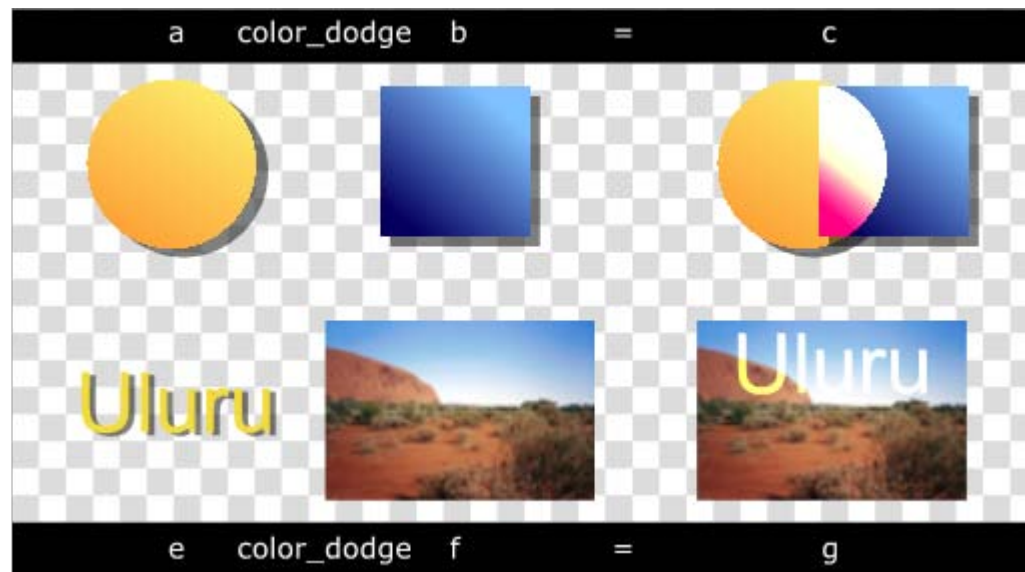 a color_dodge b = c
Uluru
Uluru
e color_dodge f = g